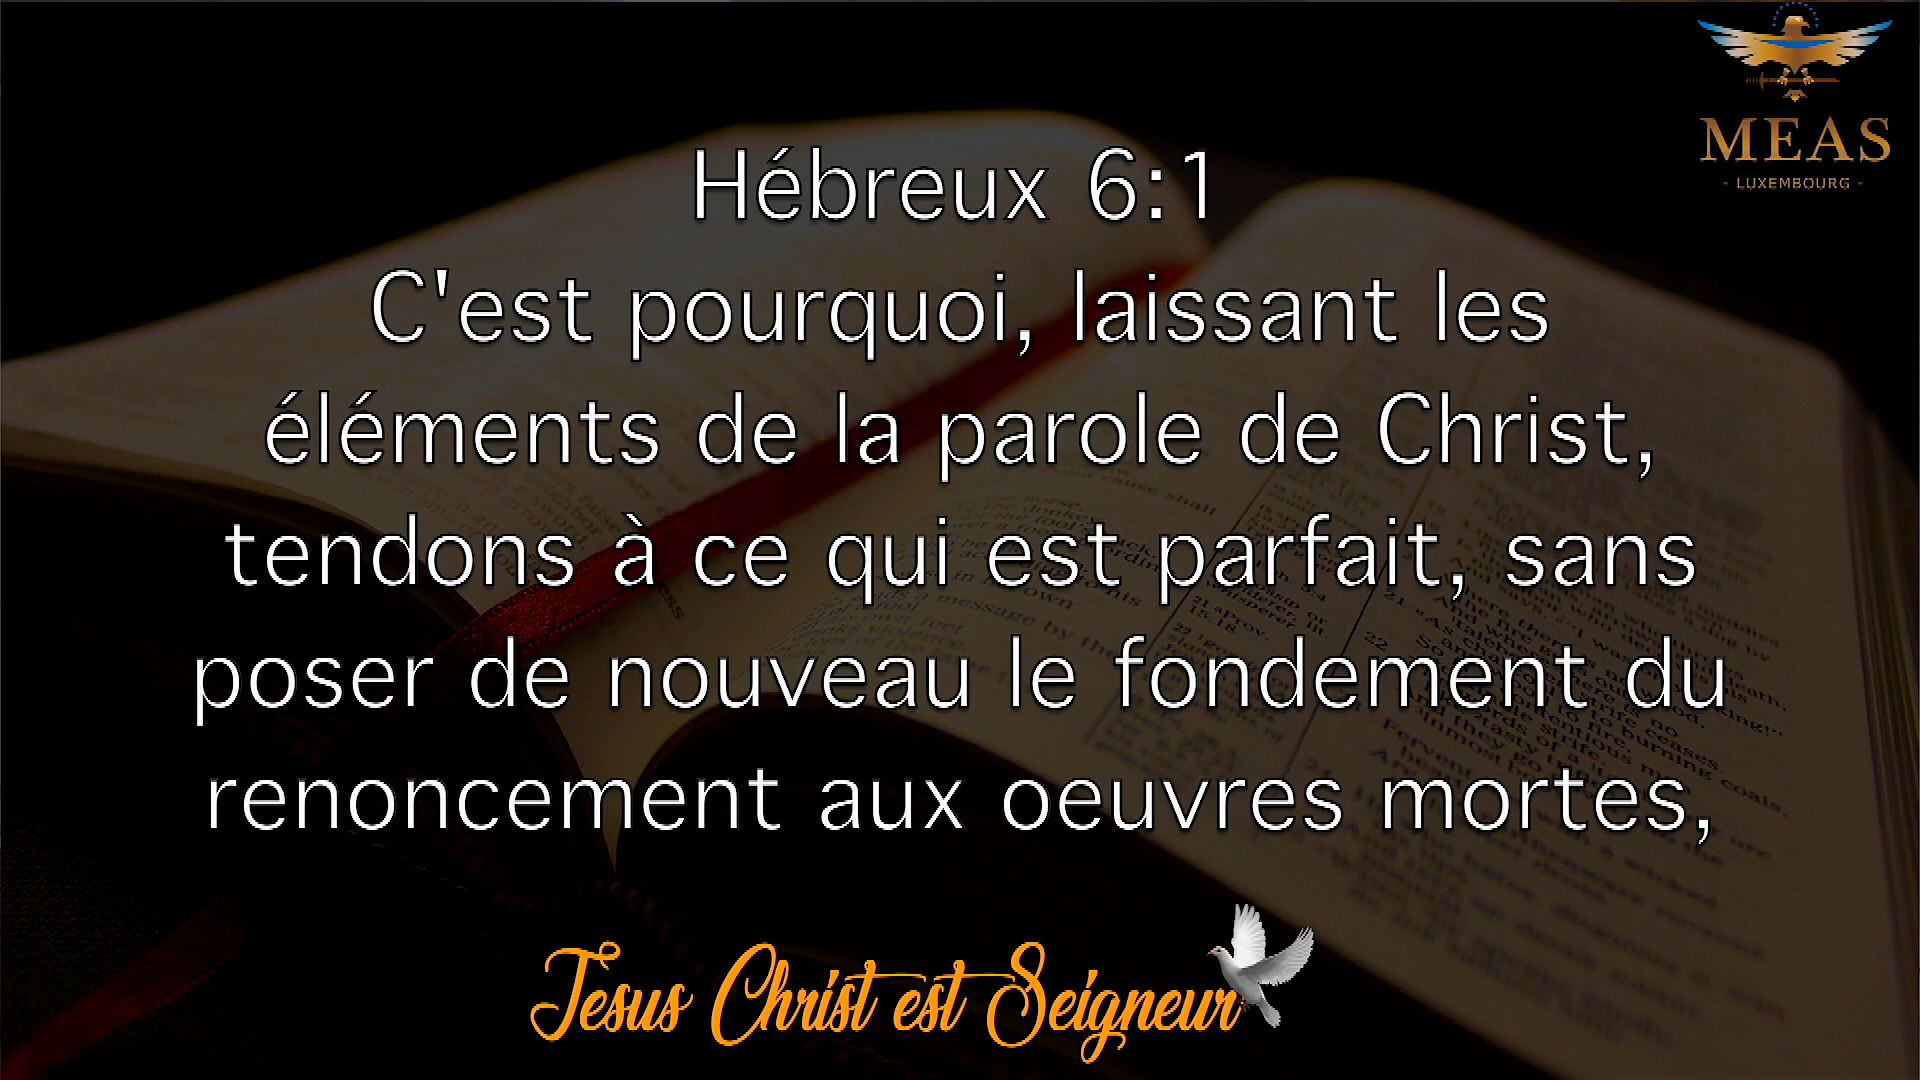 MEAS
- LUXEMBOURG -
Hébreux 6:1
C'est pourquoi, laissant les
éléments de la parole de Christ,
tendons à ce qui est parfait, sans
poser de nouveau le fondement du
renoncement aux oeuvres mortes,
Jesus Christ est Seigneur